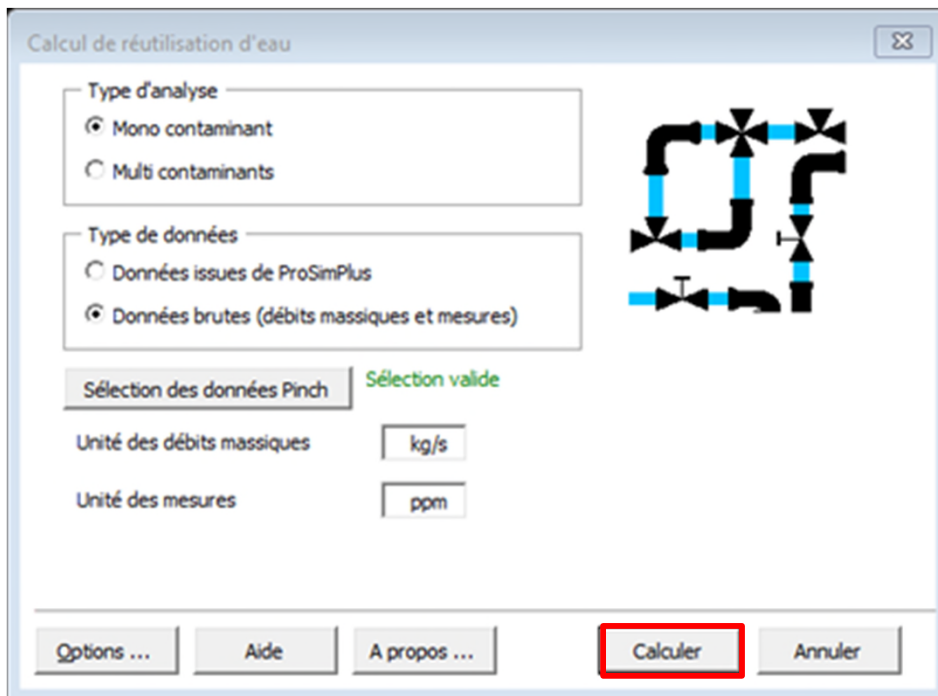 Calcul de réutilisation d'eau
Type d'analyse
Mono contaminant
Multi contaminants
Type de données
Données issues de ProSimPlus
Données brutes (débits massiques et mesures)
Sélection des données Pinch
Sélection valide
Unité des débits massiques
kg/s
Unité des mesures
ppm
Options ...
Aide
A propos ...
Calculer
Annuler